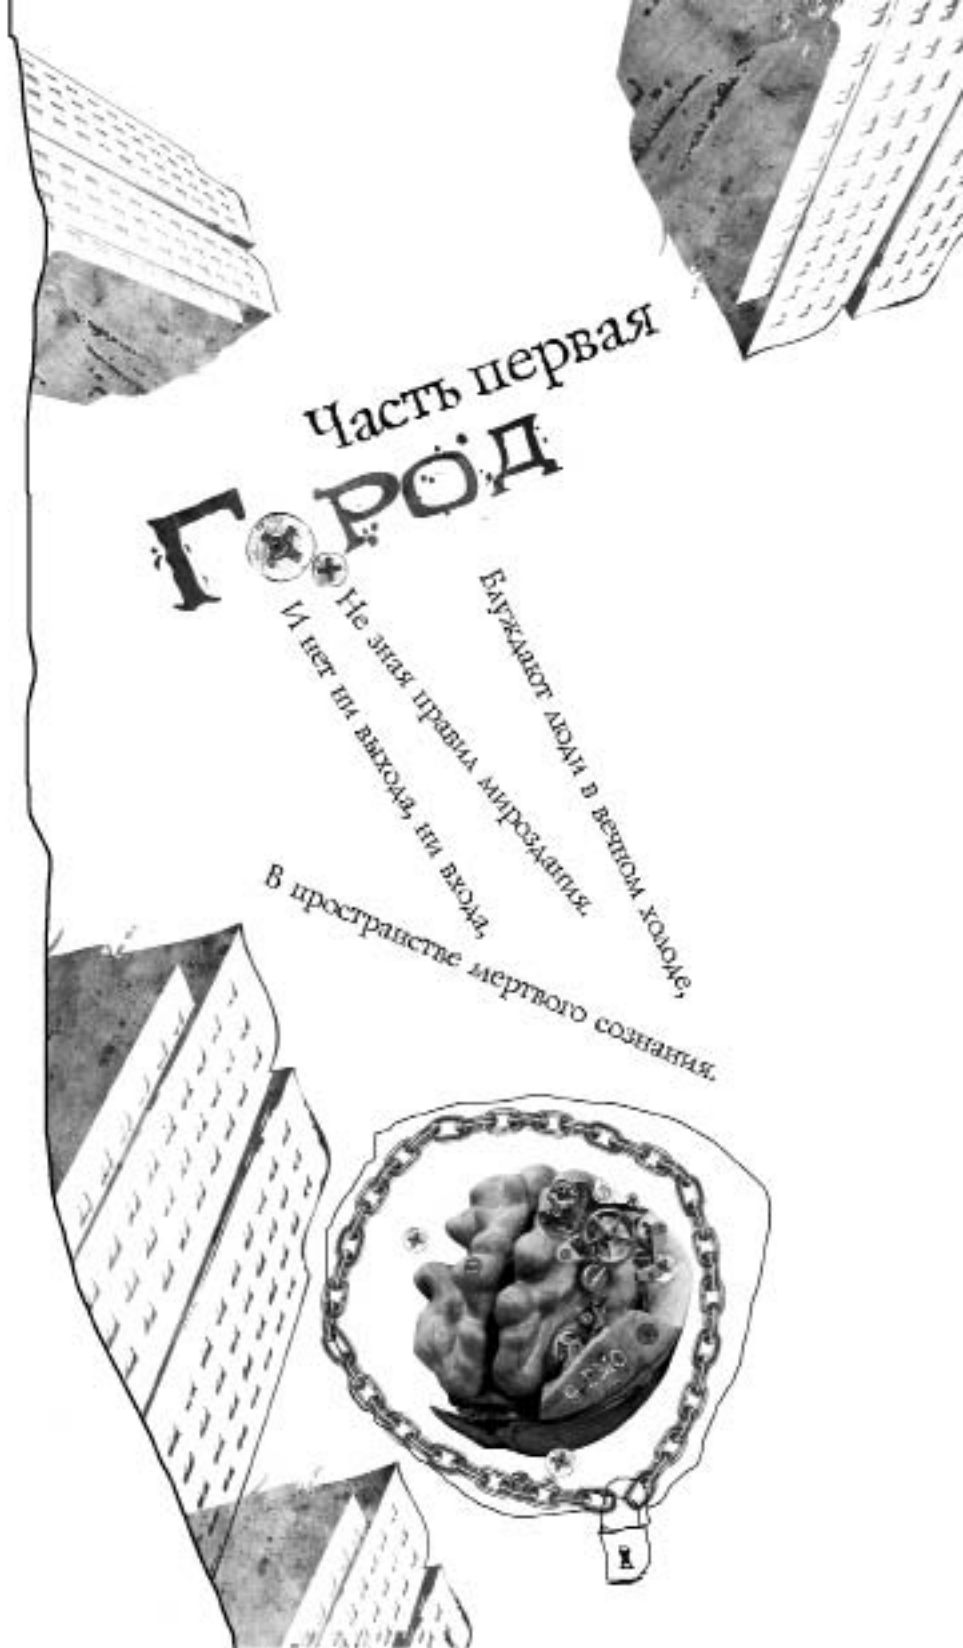 Часть первая
Город
Блуждают люди в вечном холоде,
Не зная правил мироздания.
И нет ни выхода, ни входа,
В пространстве мертвого сознания.